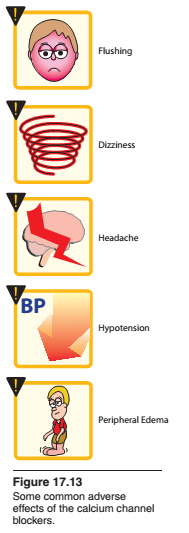 !
Flushing
!
Dizziness
!
Headache
!
BP
Hypotension
!
Peripheral Edema
Figure 17.13
Some common adverse
effects of the calcium channel
blockers.